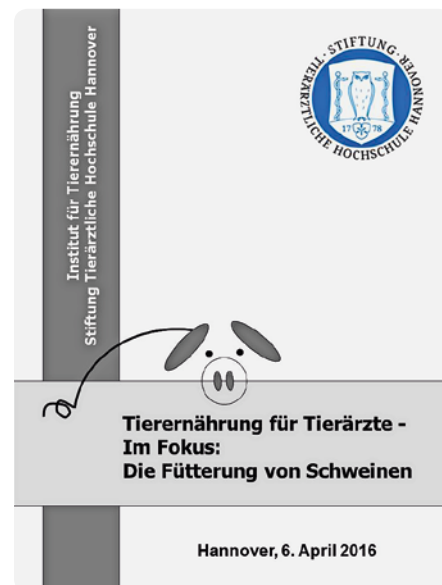 Institut für Tierernährung
Stiftung Tierärztliche Hochschule Hannover
· STIFTUNG · TIERÄRZTLICHE HOCHSCHULE HANNOVER
17 78
Tierernährung für Tierärzte -
Im Fokus:
Die Fütterung von Schweinen
Hannover, 6. April 2016